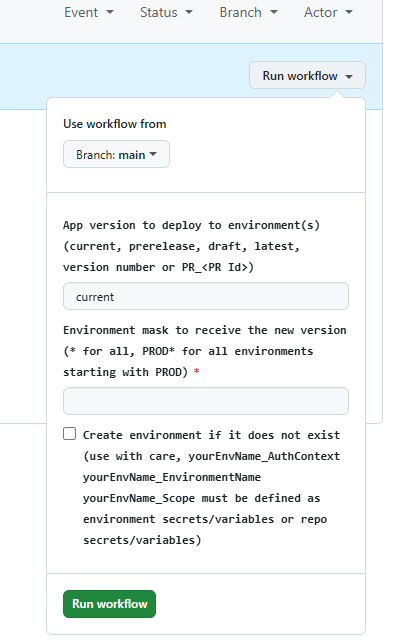 Event Status Branch Actor
Run workflow
Use workflow from
Branch: main
App version to deploy to environment(s)
(current, prerelease, draft, latest,
version number or PR_<PR Id>)
current
Environment mask to receive the new version
(* for all, PROD* for all environments
starting with PROD) *
Create environment if it does not exist
(use with care, yourEnvName_AuthContext
yourEnvName_EnvironmentName
yourEnvName_Scope must be defined as
environment secrets/variables or repo
secrets/variables)
Run workflow